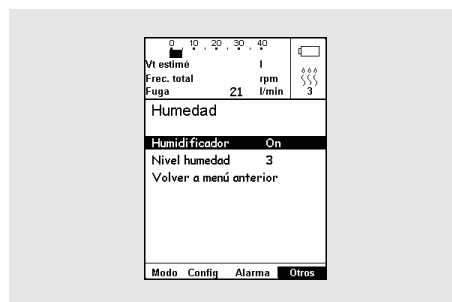 0 10 20 30 40
Vt estimé l
Frec. total rpm
Fuga 21 l/min 3
Humedad
Humidificador On
Nivel humedad 3
Volver a menú anterior
Modo Config Alarma Otros